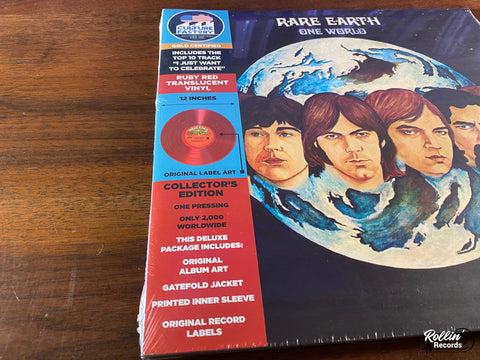 CULTURE
FACTORY
GOLD CERTIFIED
INCLUDES THE
TOP 10 TRACK
"I JUST WANT
TO CELEBRATE"
RUBY RED
TRANSLUCENT
VINYL
12 INCHES
ORIGINAL LABEL ART
COLLECTOR'S
EDITION
ONE PRESSING
ONLY 2,000
WORLDWIDE
THIS DELUXE
PACKAGE INCLUDES:
ORIGINAL
ALBUM ART
GATEFOLD JACKET
PRINTED INNER SLEEVE
ORIGINAL RECORD
LABELS
RARE EARTH
ONE WORLD
Rollin'
Records